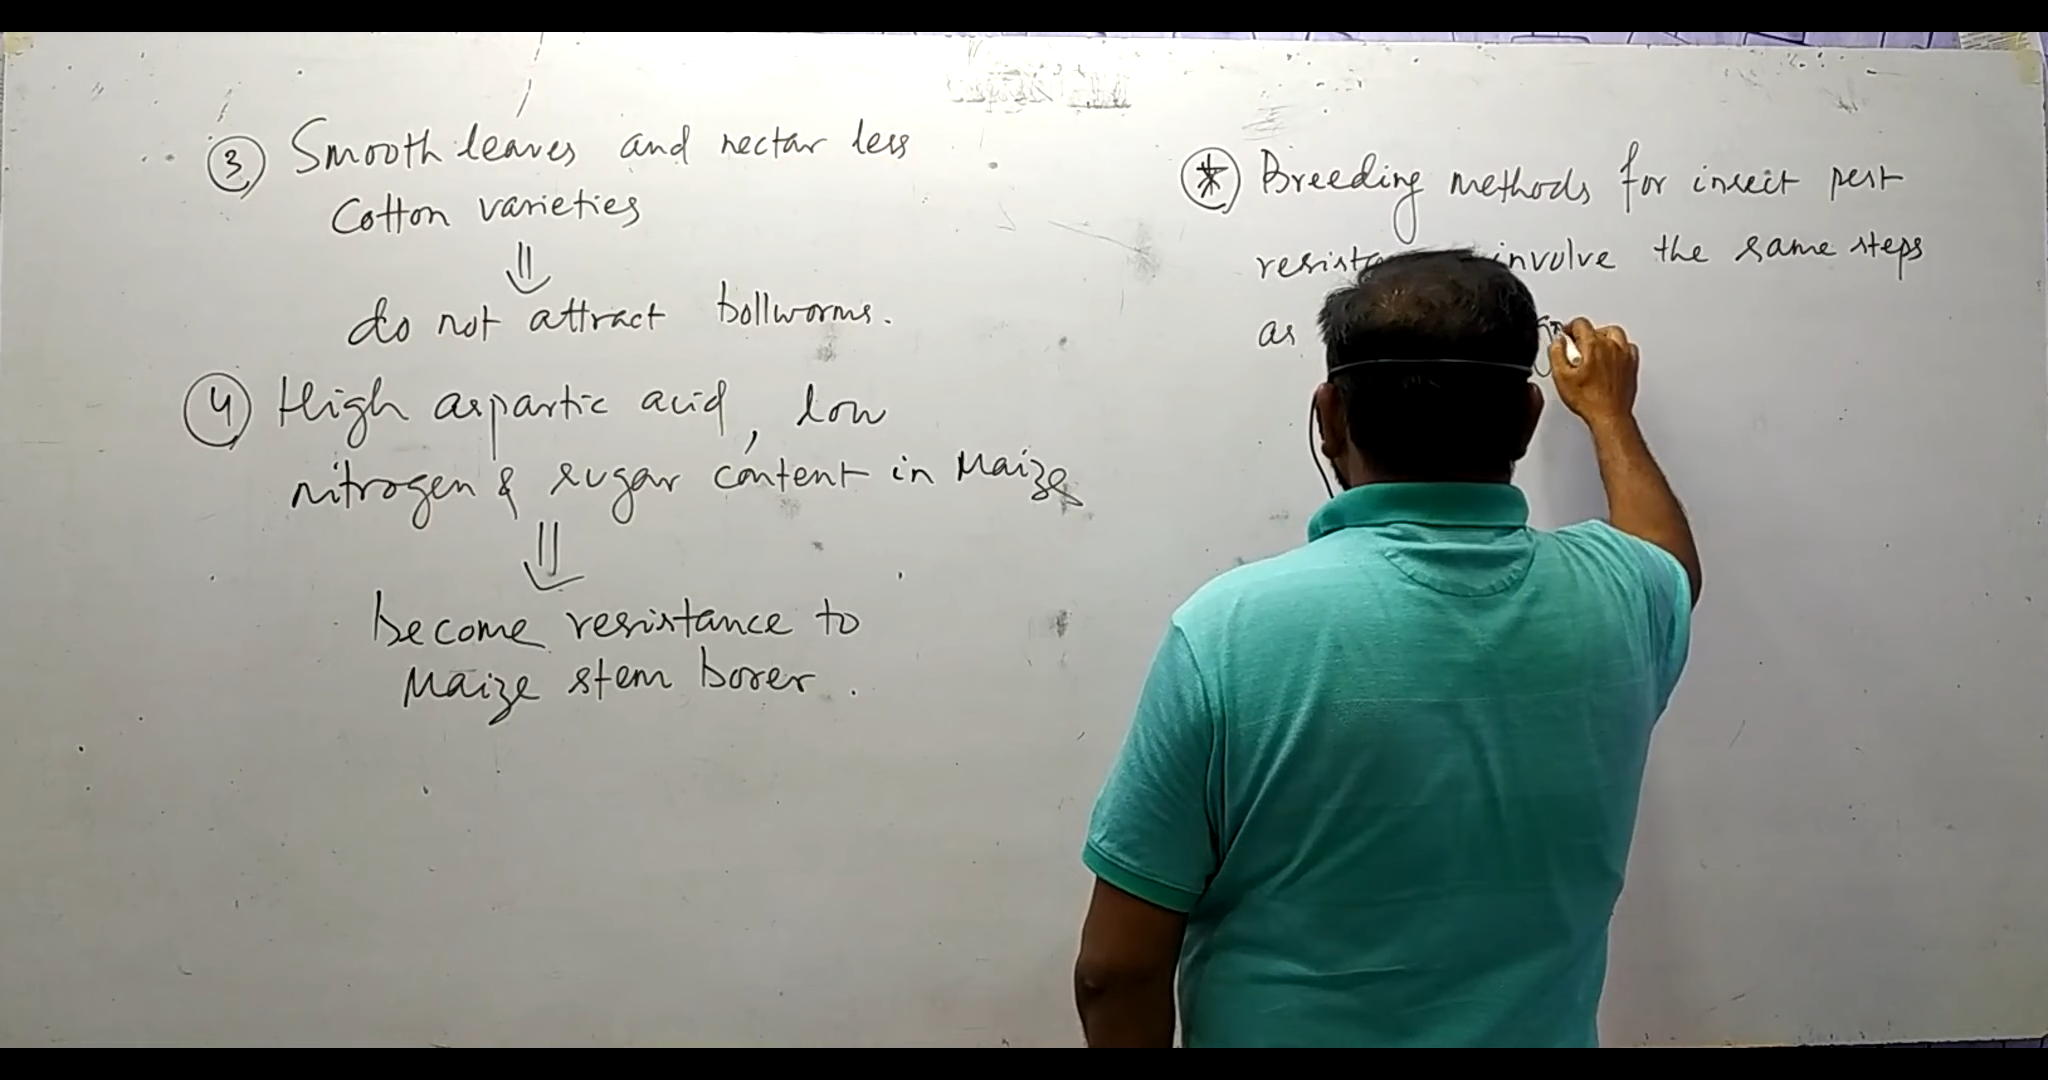 ③ Smooth leaves and nectar less
Cotton varieties
⇓
do not attract bollworms.
④ High aspartic acid, low
nitrogen & sugar content in Maize
⇓
become resistance to
Maize stem borer.
⊛ Breeding methods for insect pest
involve the same steps
as